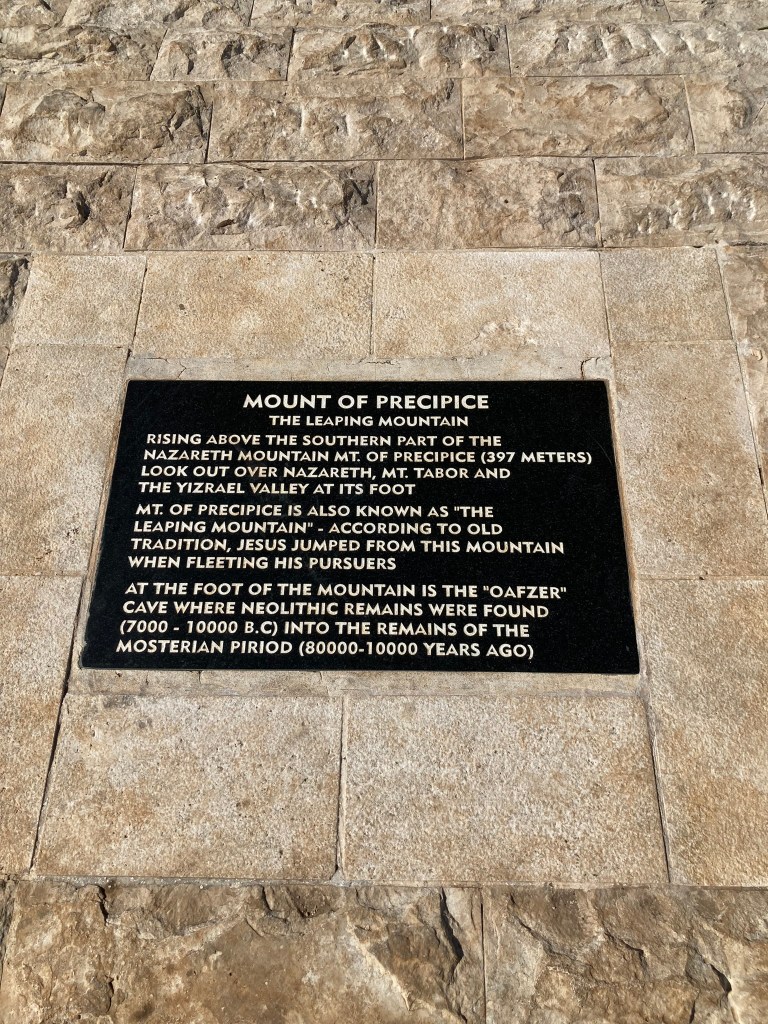 MOUNT OF PRECIPICE
THE LEAPING MOUNTAIN
RISING ABOVE THE SOUTHERN PART OF THE
NAZARETH MOUNTAIN MT. OF PRECIPICE (397 METERS)
LOOK OUT OVER NAZARETH, MT. TABOR AND
THE YIZRAEL VALLEY AT ITS FOOT
MT. OF PRECIPICE IS ALSO KNOWN AS "THE
LEAPING MOUNTAIN" - ACCORDING TO OLD
TRADITION, JESUS JUMPED FROM THIS MOUNTAIN
WHEN FLEETING HIS PURSUERS
AT THE FOOT OF THE MOUNTAIN IS THE "OAFZER"
CAVE WHERE NEOLITHIC REMAINS WERE FOUND
(7000 - 10000 B.C) INTO THE REMAINS OF THE
MOSTERIAN PIRIOD (80000-10000 YEARS AGO)